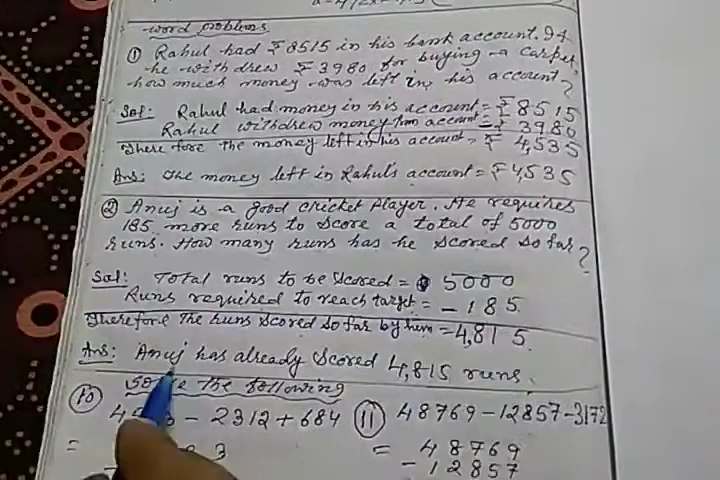 word problems
① Rahul had ₹ 8515 in his bank account. If
he withdrew ₹ 3980 for buying a carpet,
how much money was left in his account?
Sol: Rahul had money in his account = ₹ 8515
Rahul withdrew money from account = ₹ 3980
Therefore the money left in his account = ₹ 4,535
Ans: The money left in Rahul's account = ₹ 4,535
② Anuj is a good cricket player. He requires
185 more runs to score a total of 5000
runs. How many runs has he scored so far?
Sol: Total runs to be scored = 5000
Runs required to reach target = - 185
Therefore the runs scored so far by him = 4,815
Ans: Anuj has already scored 4,815 runs.
the following
10 - 2312 + 684 11 48769 - 12857 - 3172
= 3 = 48769
- 12857